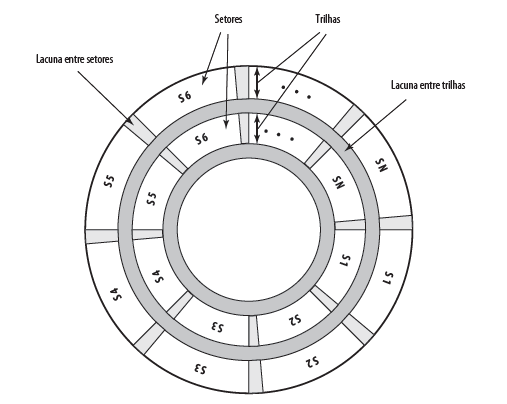 Setores
Trilhas
Lacuna entre setores
Lacuna entre trilhas
S6
• • •
SN
S6
• • •
SN
S5
S5
S1
S1
S4
S4
S3
S2
S3
S2